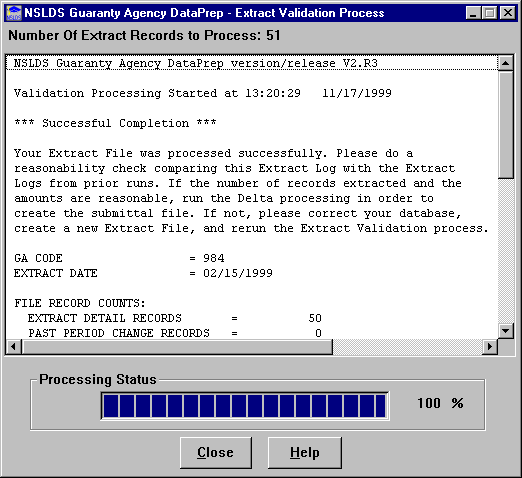 NSLDS Guaranty Agency DataPrep - Extract Validation Process
Number Of Extract Records to Process: 51
NSLDS Guaranty Agency DataPrep version/release V2.R3
Validation Processing Started at 13:20:29   11/17/1999
*** Successful Completion ***
Your Extract File was processed successfully. Please do a
reasonability check comparing this Extract Log with the Extract
Logs from prior runs. If the number of records extracted and the
amounts are reasonable, run the Delta processing in order to
create the submittal file. If not, please correct your database,
create a new Extract File, and rerun the Extract Validation process.
GA CODE = 984
EXTRACT DATE = 02/15/1999
FILE RECORD COUNTS:
EXTRACT DETAIL RECORDS = 50
PAST PERIOD CHANGE RECORDS = 0
Processing Status
100 %
Close Help